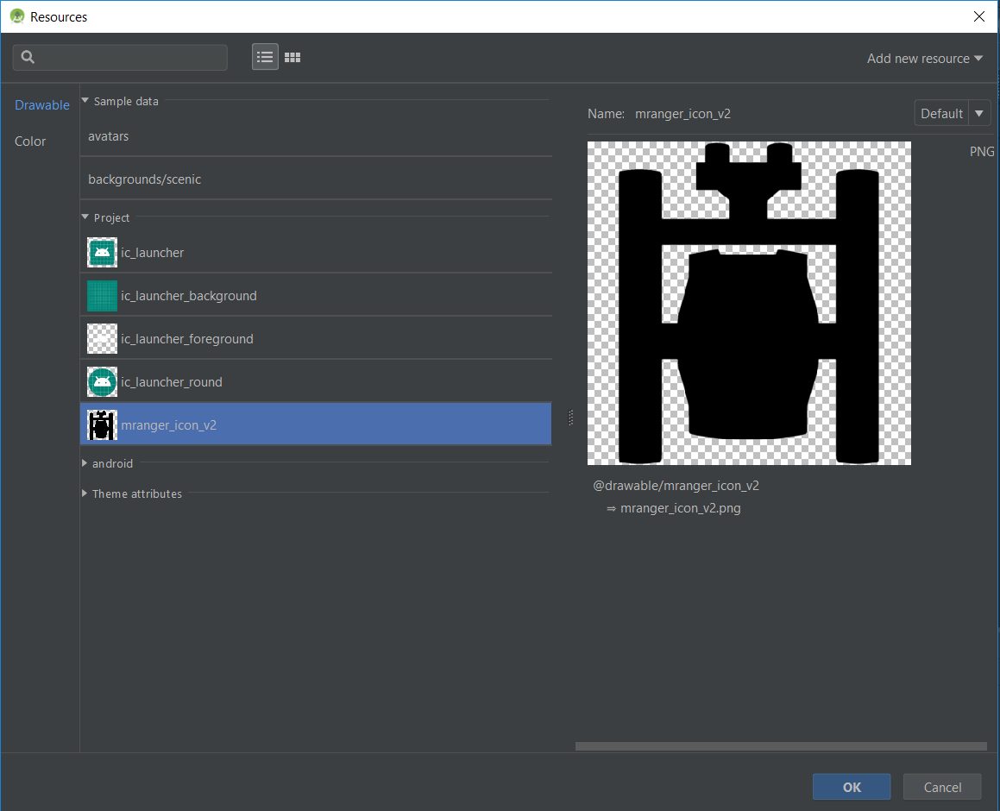 Resources
Add new resource
Drawable
Color
Sample data
avatars
backgrounds/scenic
Project
ic_launcher
ic_launcher_background
ic_launcher_foreground
ic_launcher_round
mranger_icon_v2
android
Theme attributes
Name: mranger_icon_v2
Default
PNG
@drawable/mranger_icon_v2
⇒ mranger_icon_v2.png
OK
Cancel